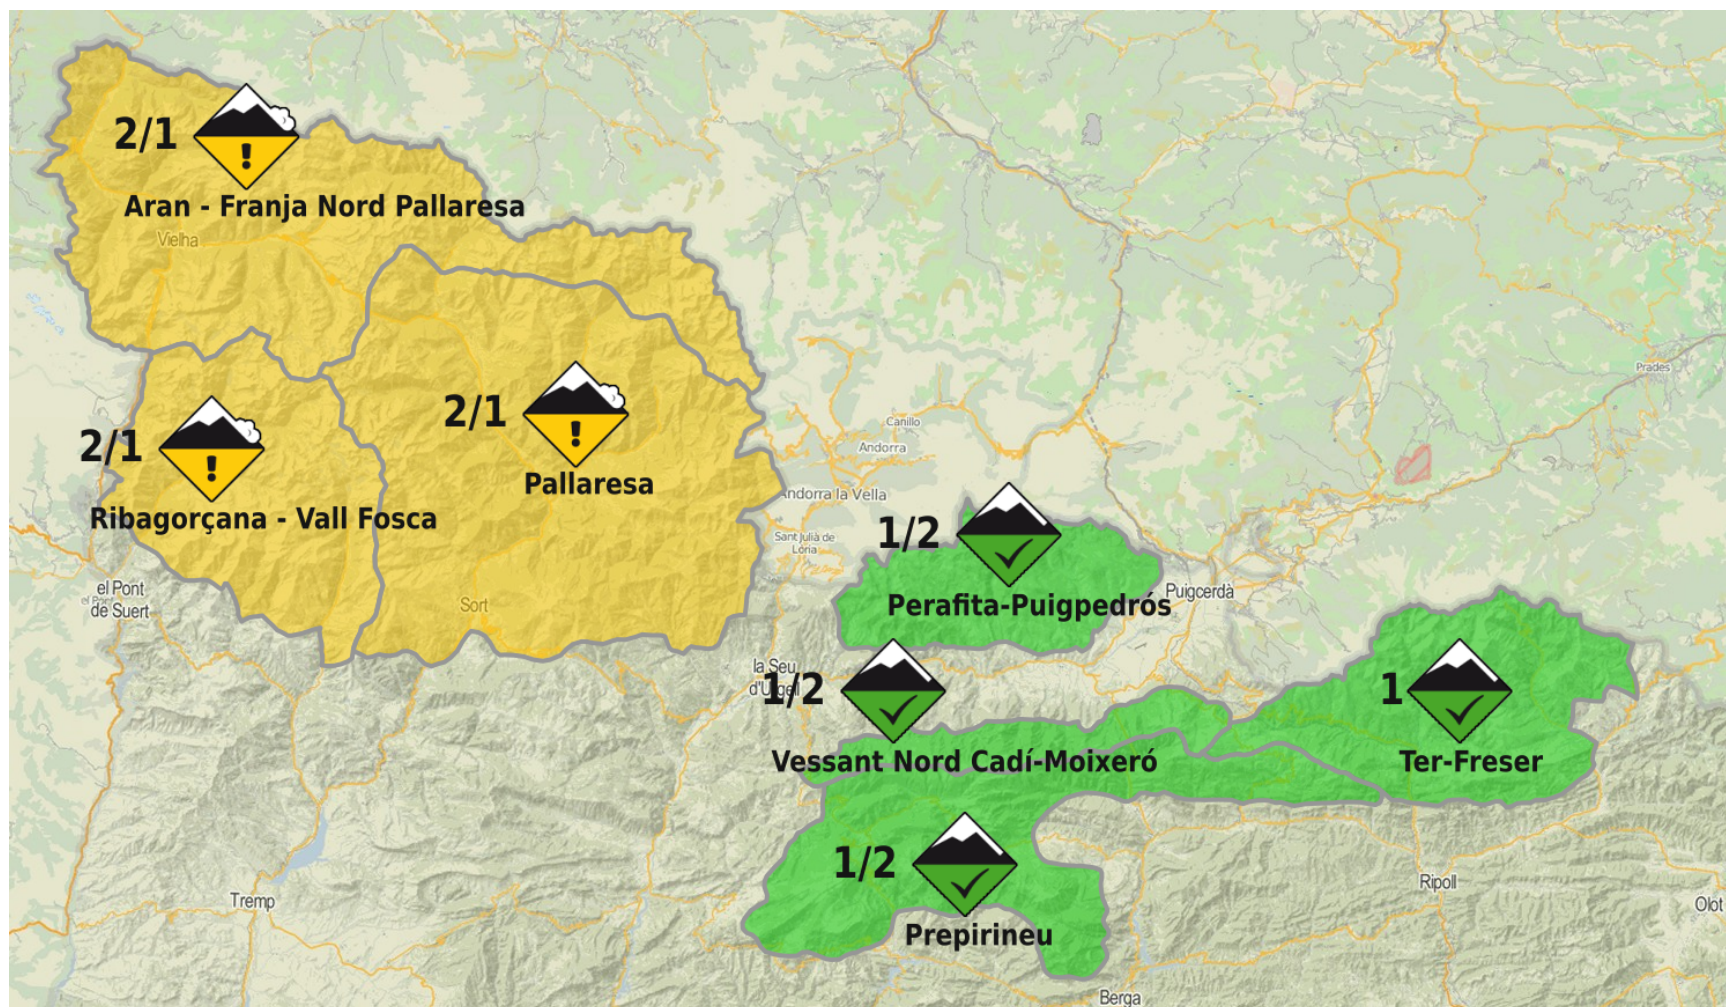 2/1
!
Aran - Franja Nord Pallaresa
Vielha
2/1
!
Pallaresa
2/1
!
Ribagorçana - Vall Fosca
Prades
Canillo
Andorra
Andorra la Vella
Sant Julià de
Lòria
1/2
Perafita-Puigpedrós
Puigcerdà
el Pont
de Suert
Sort
la Seu
d'Urgell
1/2
Vessant Nord Cadí-Moixeró
1
Ter-Freser
1/2
Prepirineu
Tremp
Ripoll
Olot
Berga